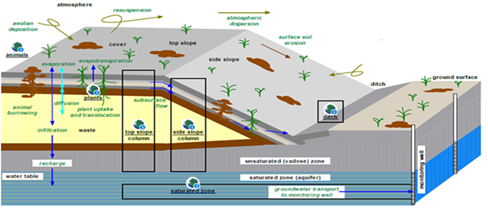 atmosphere
resuspension
aeolian
deposition
atmospheric
dispersion
cover
top slope
surface soil
erosion
animals
side slope
evaporation
evapotranspiration
ditch
ground surface
plants
animal
burrowing
diffusion
plant uptake
and translocation
subsurface
flow
ditch
infiltration
waste
top slope
column
side slope
column
recharge
unsaturated (vadose) zone
monitoring well
water table
saturated zone (aquifer)
saturated zone
groundwater transport
to monitoring well